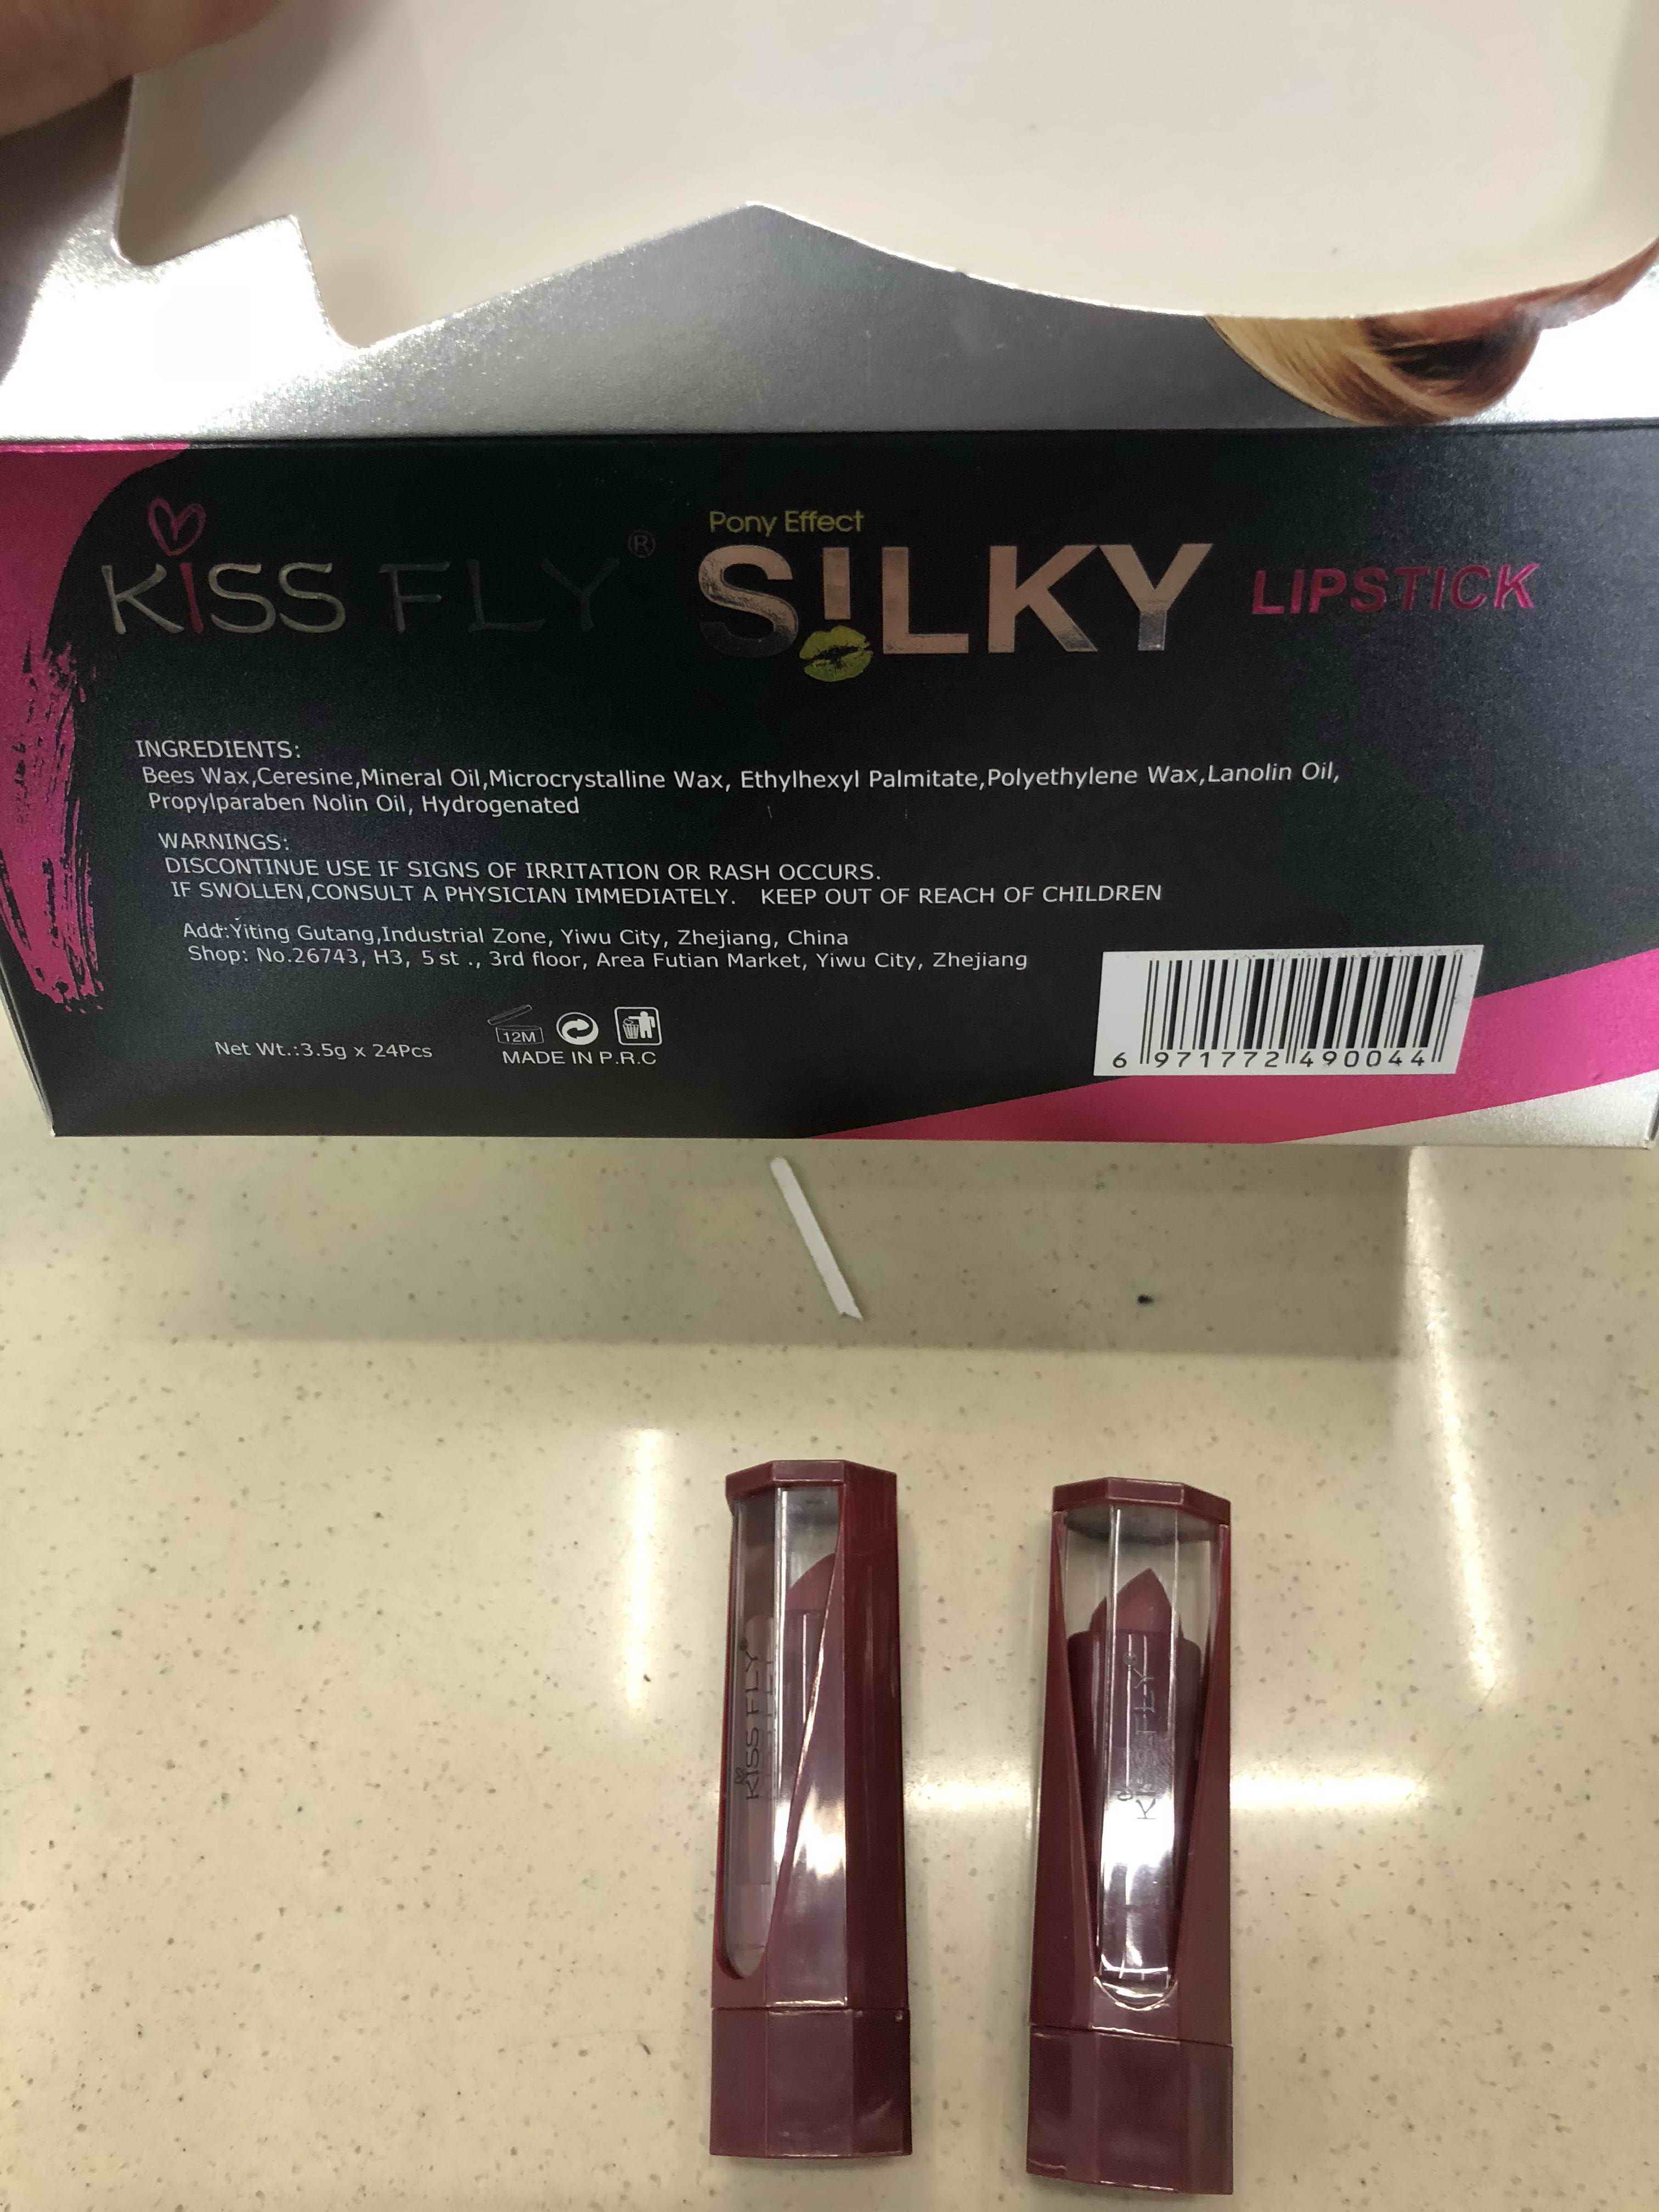 KISS FLY® Pony Effect SILKY LIPSTICK
INGREDIENTS:
Bees Wax,Ceresine,Mineral Oil,Microcrystalline Wax, Ethylhexyl Palmitate,Polyethylene Wax,Lanolin Oil,
Propylparaben Nolin Oil, Hydrogenated
WARNINGS:
DISCONTINUE USE IF SIGNS OF IRRITATION OR RASH OCCURS.
IF SWOLLEN,CONSULT A PHYSICIAN IMMEDIATELY. KEEP OUT OF REACH OF CHILDREN
Add:Yiting Gutang,Industrial Zone, Yiwu City, Zhejiang, China
Shop: No.26743, H3, 5 st ., 3rd floor, Area Futian Market, Yiwu City, Zhejiang
Net Wt.:3.5g x 24Pcs
12M
MADE IN P.R.C
6 971772 490044
KISS FLY®
KISS FLY®